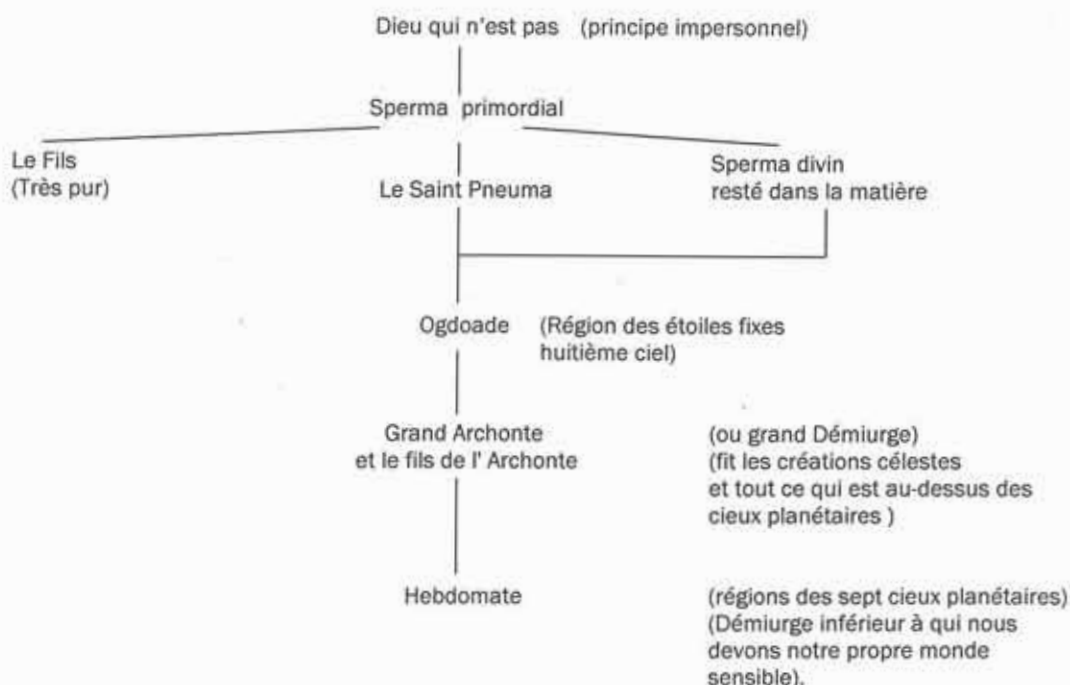 Dieu qui n'est pas (principe impersonnel)
Sperma primordial
Le Fils
(Très pur)
Le Saint Pneuma
Sperma divin
resté dans la matière
Ogdoade (Région des étoiles fixes
huitième ciel)
Grand Archonte
et le fils de l' Archonte
(ou grand Démiurge)
(fit les créations célestes
et tout ce qui est au-dessus des
cieux planétaires )
Hebdomate
(régions des sept cieux planétaires)
(Démiurge inférieur à qui nous
devons notre propre monde
sensible).